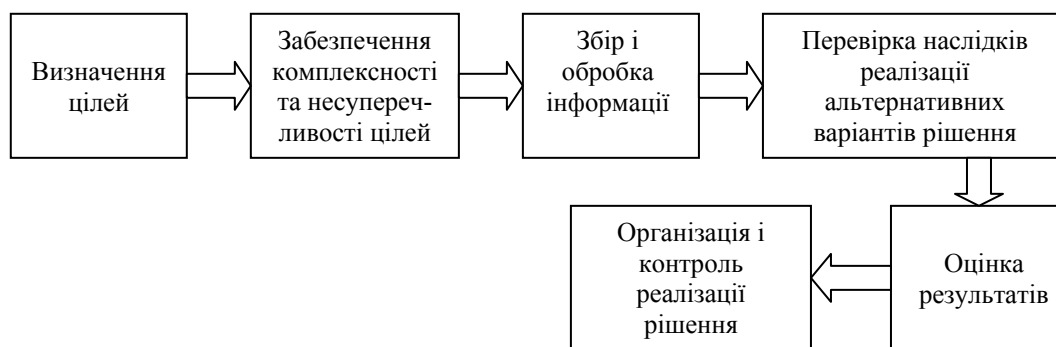 Визначення
цілей
Забезпечення
комплексності
та несупереч-
ливості цілей
Збір і
обробка
інформації
Перевірка наслідків
реалізації
альтернативних
варіантів рішення
Організація і
контроль
реалізації
рішення
Оцінка
результатів